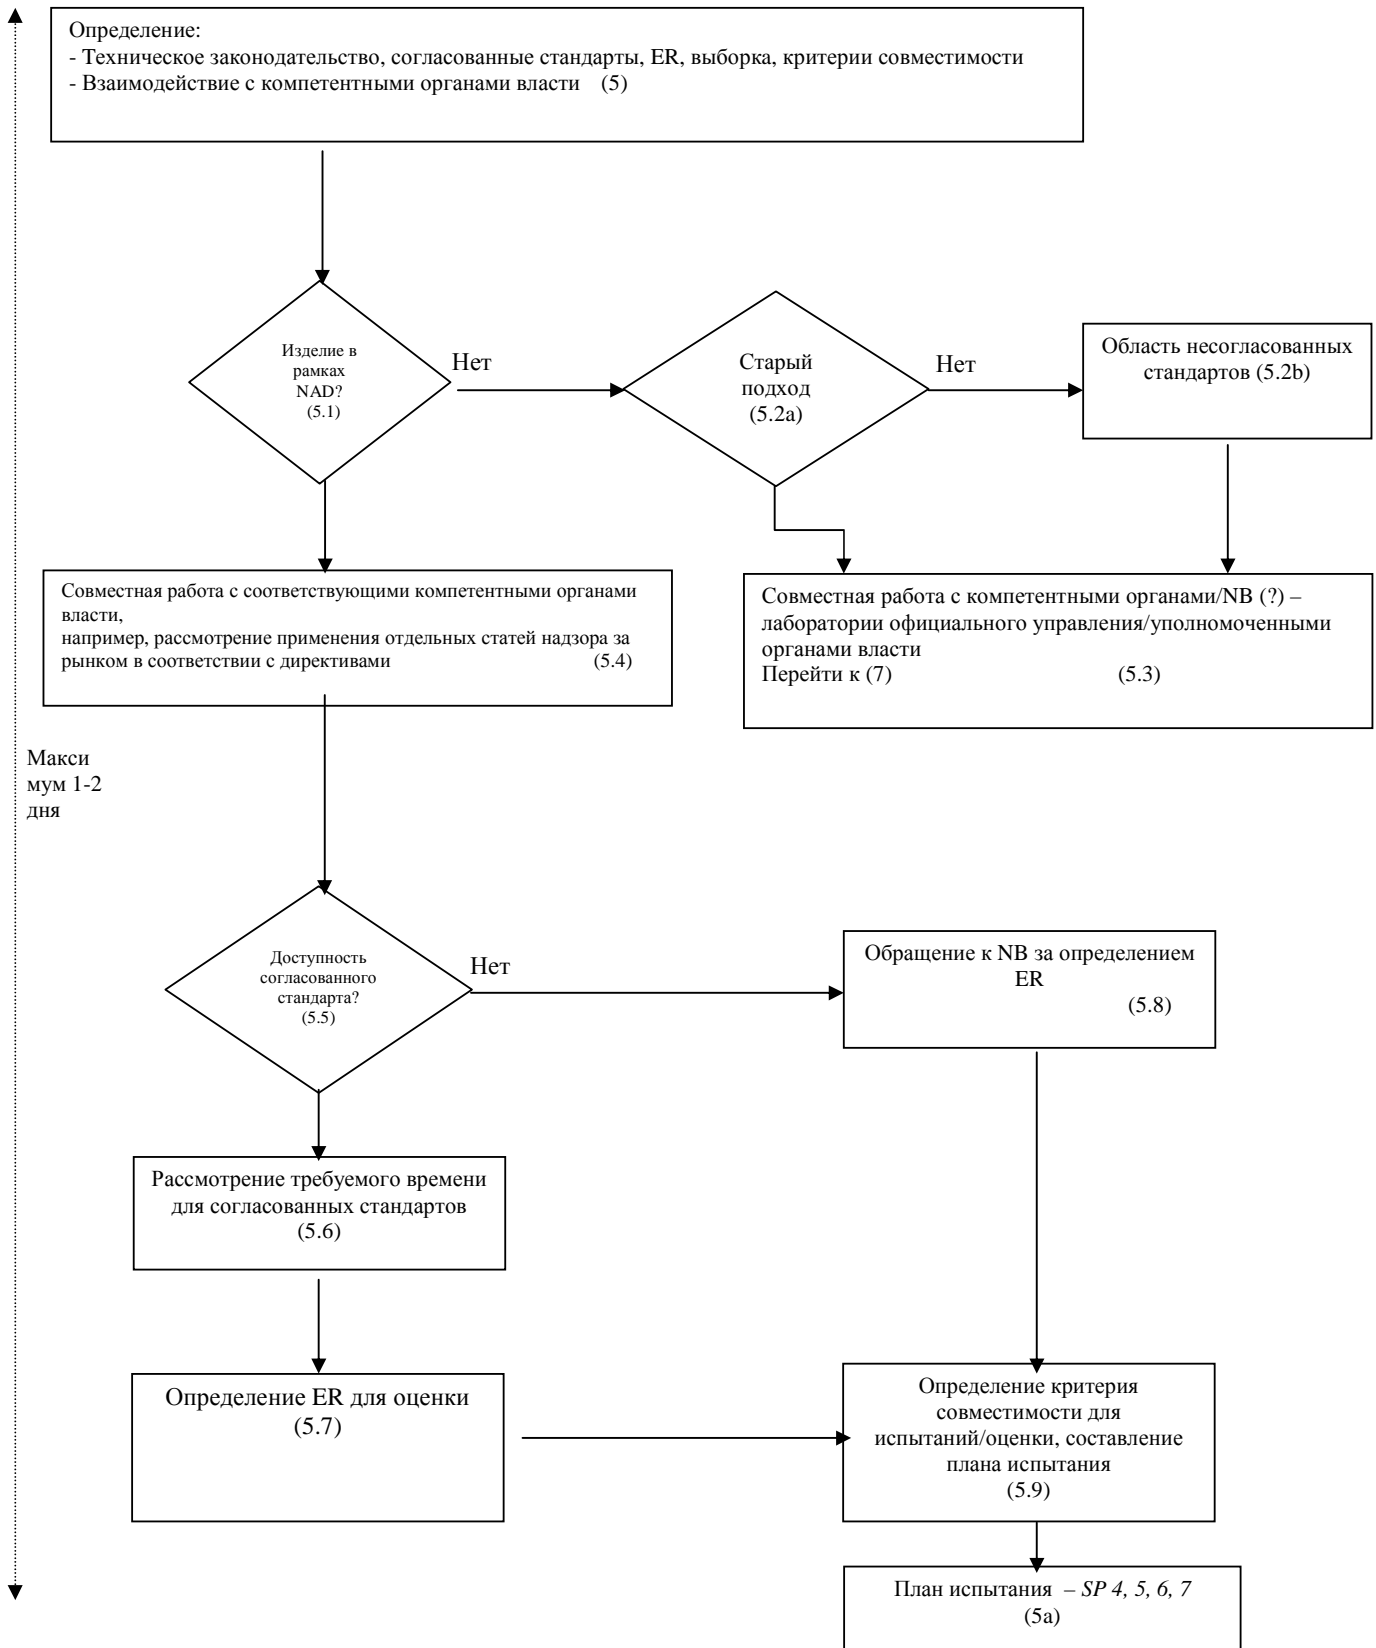 Определение:
- Техническое законодательство, согласованные стандарты, ER, выборка, критерии совместимости
- Взаимодействие с компетентными органами власти (5)
Изделие в
рамках
NAD?
(5.1)
Нет
Старый
подход
(5.2a)
Нет
Область несогласованных
стандартов (5.2b)
Совместная работа с соответствующими компетентными органами
власти,
например, рассмотрение применения отдельных статей надзора за
рынком в соответствии с директивами (5.4)
Совместная работа с компетентными органами/NB (?) –
лаборатории официального управления/уполномоченными
органами власти
Перейти к (7) (5.3)
Макси
мум 1-2
дня
Доступность
согласованного
стандарта?
(5.5)
Нет
Обращение к NB за определением
ER
(5.8)
Рассмотрение требуемого времени
для согласованных стандартов
(5.6)
Определение ER для оценки
(5.7)
Определение критерия
совместимости для
испытаний/оценки, составление
плана испытания
(5.9)
План испытания – SP 4, 5, 6, 7
(5a)